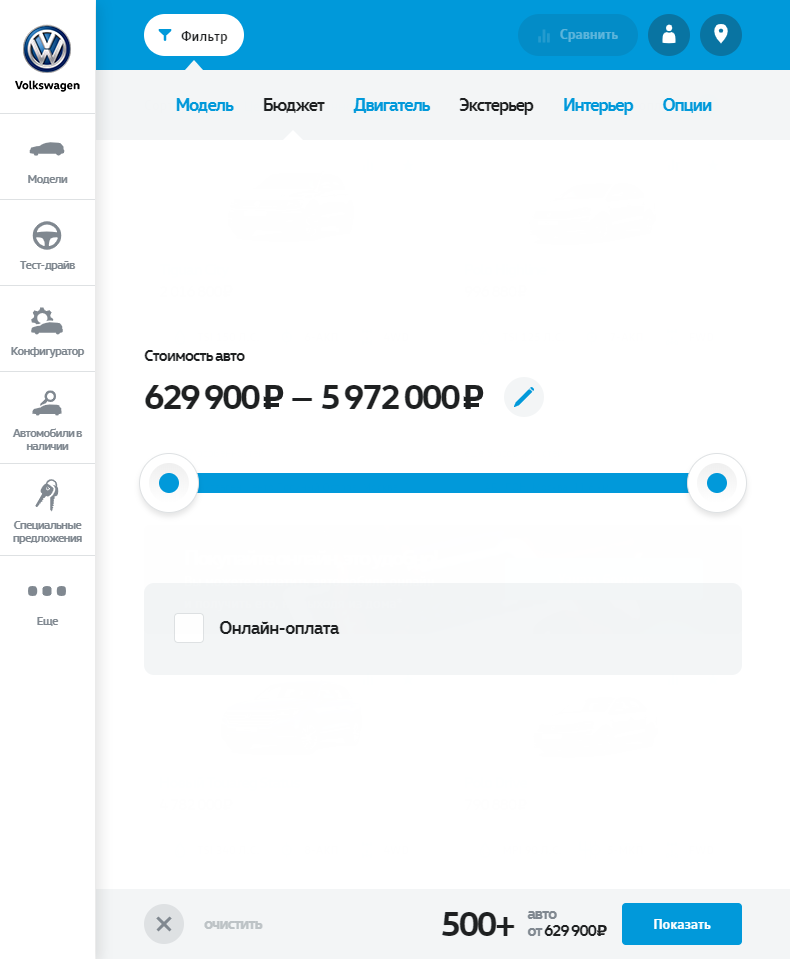 Volkswagen
Модели
Тест-драйв
Конфигуратор
Автомобили в
наличии
Специальные
предложения
Еще
Фильтр
Сравнить
Модель Бюджет Двигатель Экстерьер Интерьер Опции
Стоимость авто
629 900 ₽ – 5 972 000 ₽
Онлайн-оплата
очистить
500+
авто
от 629 900₽
Показать